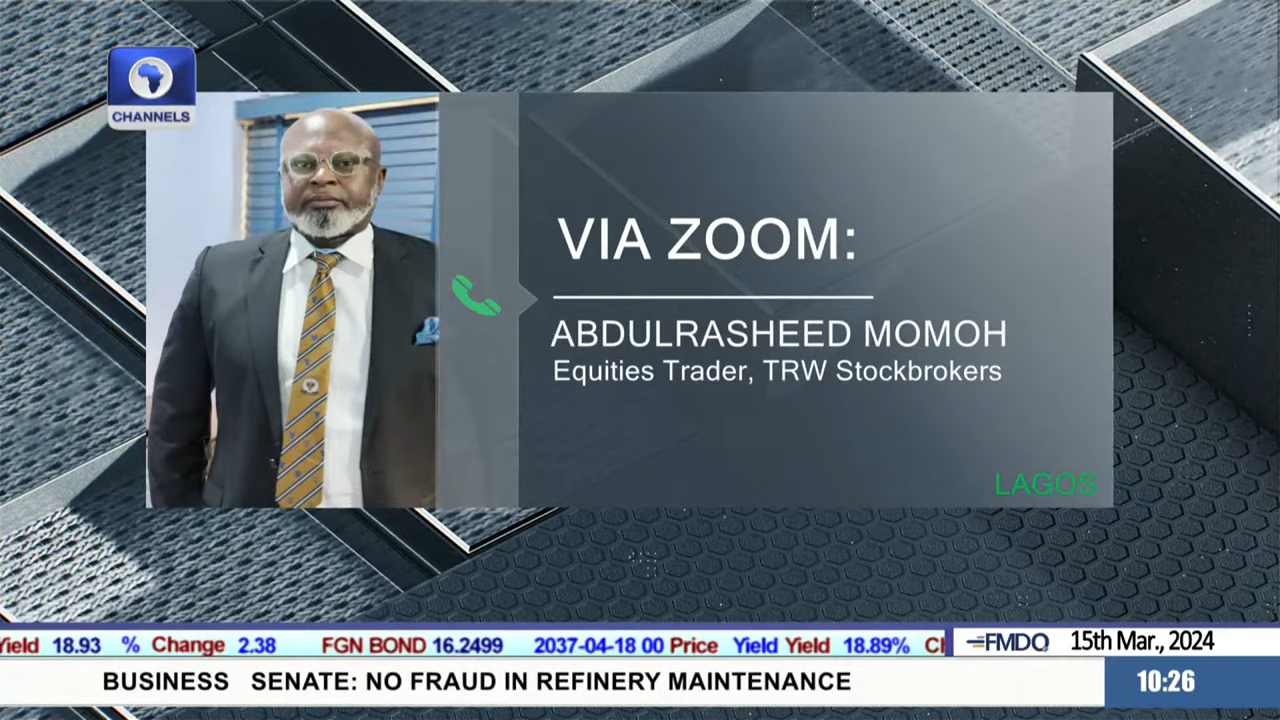 CHANNELS
VIA ZOOM:
ABDULRASHEED MOMOH
Equities Trader, TRW Stockbrokers
LAGOS
Yield 18.93 % Change 2.38 FGN BOND 16.2499 2037-04-18 00 Price Yield Yield 18.89%
FMDQ 15th Mar., 2024
BUSINESS SENATE: NO FRAUD IN REFINERY MAINTENANCE
10:26